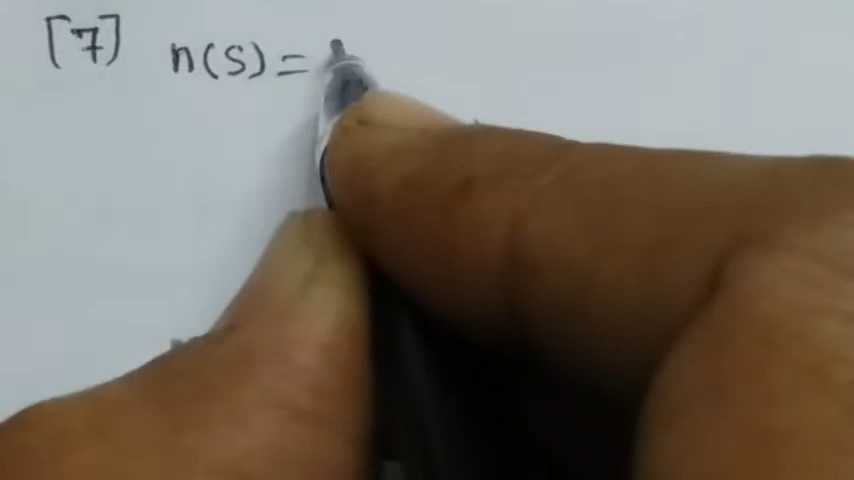 [7] n(S) =